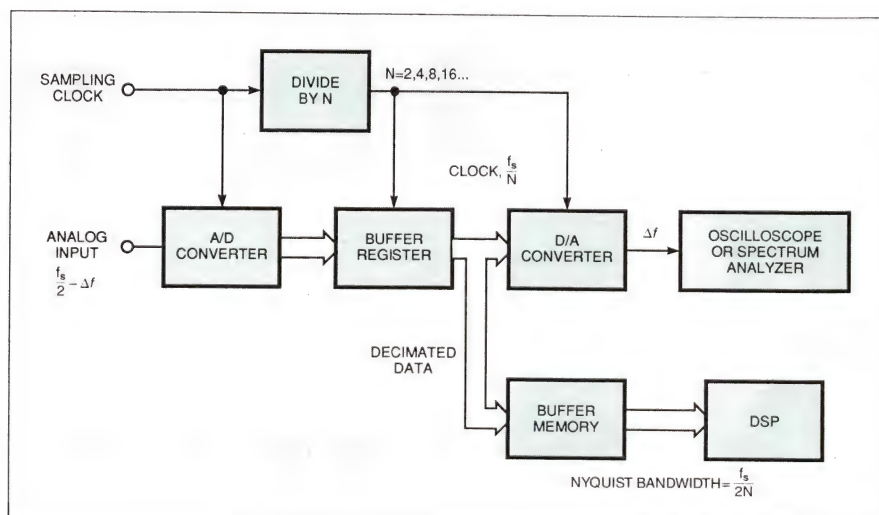 SAMPLING
CLOCK
DIVIDE
BY N
N=2,4,8,16...
CLOCK, fs/N
ANALOG
INPUT
fs/2 – Δf
A/D
CONVERTER
BUFFER
REGISTER
D/A
CONVERTER
Δf
OSCILLOSCOPE
OR SPECTRUM
ANALYZER
DECIMATED
DATA
BUFFER
MEMORY
DSP
NYQUIST BANDWIDTH= fs/2N